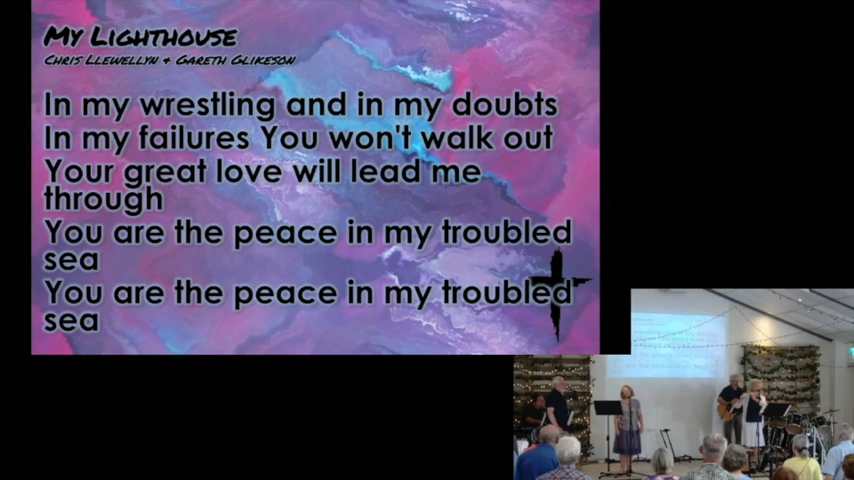 My Lighthouse
Chris Llewellyn & Gareth Glikeson
In my wrestling and in my doubts
In my failures You won't walk out
Your great love will lead me
through
You are the peace in my troubled
sea
You are the peace in my troubled
sea